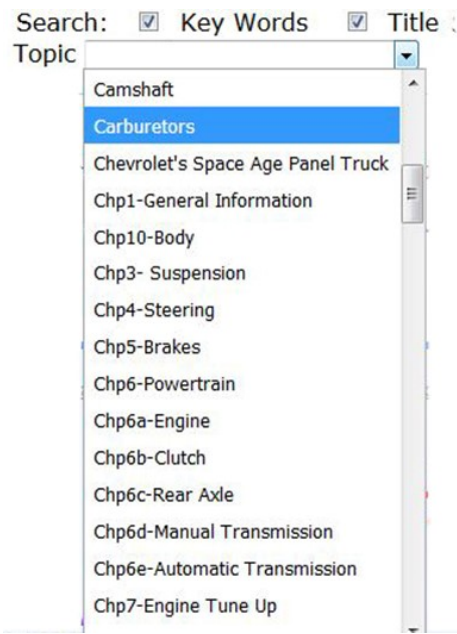 Search: Key Words Title
Topic
Camshaft
Carburetors
Chevrolet's Space Age Panel Truck
Chp1-General Information
Chp10-Body
Chp3- Suspension
Chp4-Steering
Chp5-Brakes
Chp6-Powertrain
Chp6a-Engine
Chp6b-Clutch
Chp6c-Rear Axle
Chp6d-Manual Transmission
Chp6e-Automatic Transmission
Chp7-Engine Tune Up